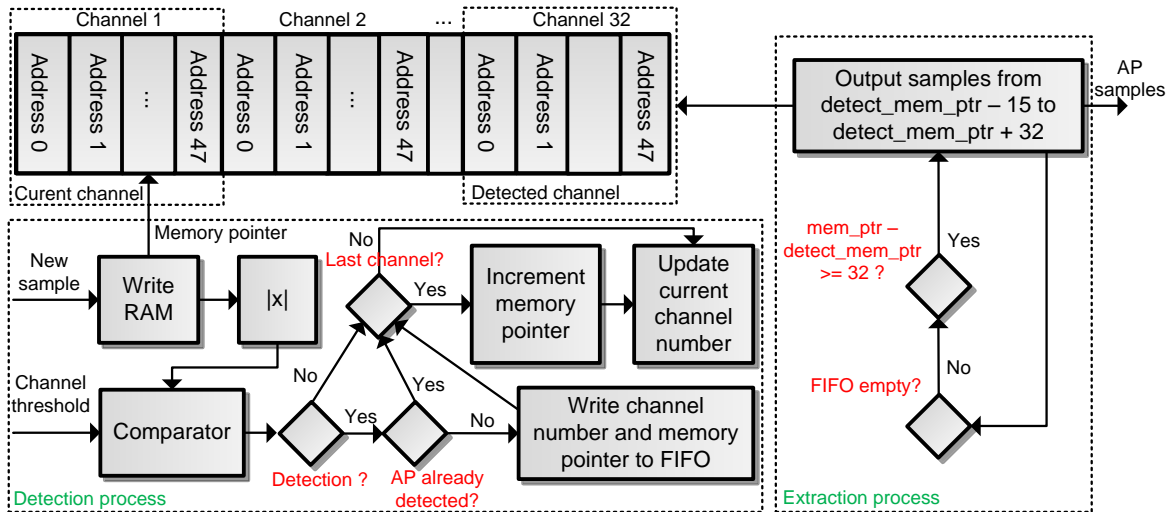 Channel 1
Channel 2
...
Channel 32
Address 0
Address 1
...
Address 47
Address 0
Address 1
...
Address 47
Address 0
Address 1
Address 47
Curent channel
Detected channel
Memory pointer
New
sample
Write
RAM
|x|
Channel
threshold
Comparator
Detection ?
No
Yes
AP already
detected?
Yes
No
Write channel
number and memory
pointer to FIFO
Last channel?
No
Yes
Increment
memory
pointer
Update
current
channel
number
Detection process
Output samples from
detect_mem_ptr – 15 to
detect_mem_ptr + 32
AP
samples
mem_ptr –
detect_mem_ptr
>= 32 ?
Yes
No
FIFO empty?
Extraction process